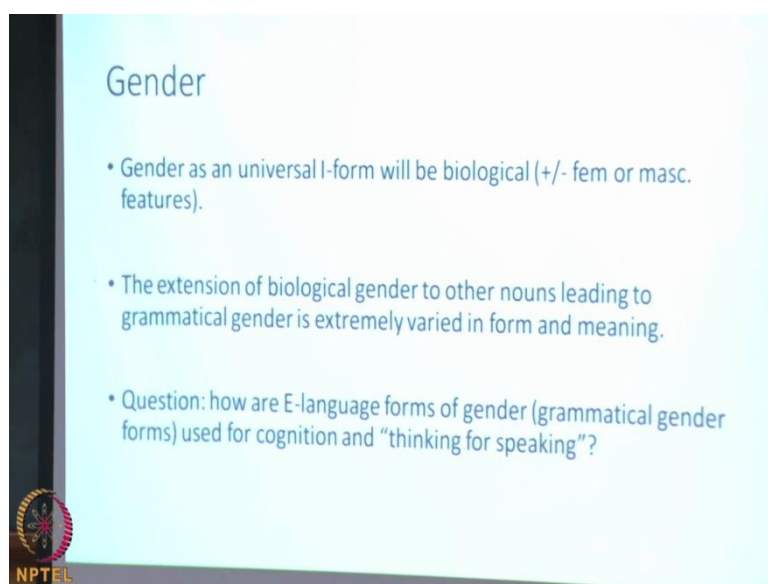 Gender
• Gender as an universal I-form will be biological (+/- fem or masc.
features).
• The extension of biological gender to other nouns leading to
grammatical gender is extremely varied in form and meaning.
• Question: how are E-language forms of gender (grammatical gender
forms) used for cognition and “thinking for speaking”?
NPTEL